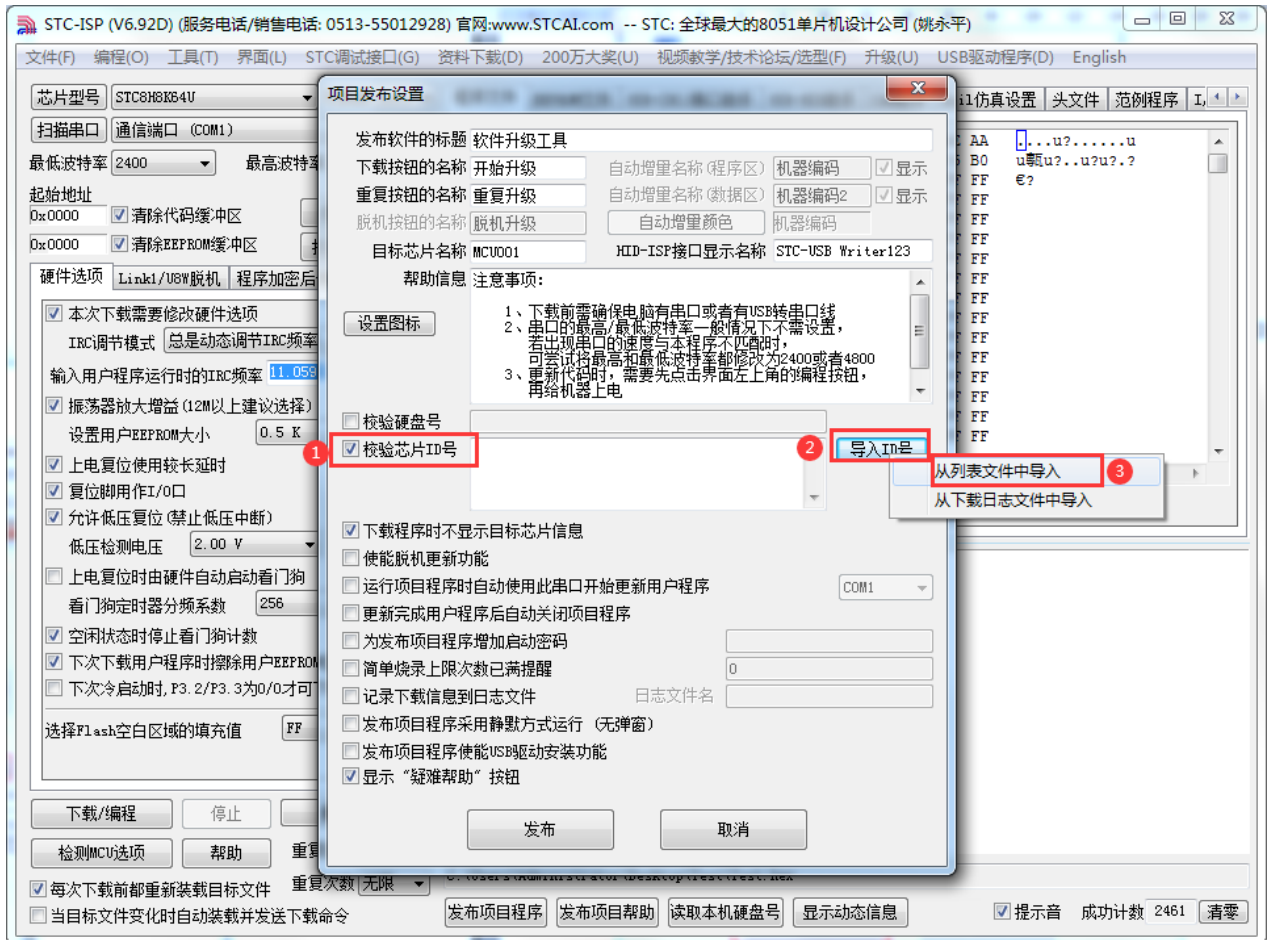 STC-ISP (V6.92D) (服务电话/销售电话: 0513-55012928) 官网:www.STCAI.com -- STC: 全球最大的8051单片机设计公司 (姚永平)
文件(F) 编程(O) 工具(T) 界面(L) STC调试接口(G) 资料下载(D) 200万大奖(U) 视频教学/技术论坛/选型(F) 升级(U) USB驱动程序(D) English
芯片型号 STC8H8K64U
扫描串口 通信端口 (COM1)
最低波特率 2400 最高波特率
起始地址
0x0000 清除代码缓冲区
0x0000 清除EEPROM缓冲区
硬件选项 Link1/U8W脱机 程序加密后
本次下载需要修改硬件选项
IRC调节模式 总是动态调节IRC频率
输入用户程序运行时的IRC频率 11.059
振荡器放大增益(12M以上建议选择)
设置用户EEPROM大小 0.5 K
上电复位使用较长延时
复位脚用作I/O口
允许低压复位(禁止低压中断)
低压检测电压 2.00 V
上电复位时由硬件自动启动看门狗
看门狗定时器分频系数 256
空闲状态时停止看门狗计数
下次下载用户程序时擦除用户EEPROM
下次冷启动时,P3.2/P3.3为0/0才可下
选择Flash空白区域的填充值 FF
下载/编程 停止
检测MCU选项 帮助 重复
每次下载前都重新装载目标文件 重复次数 无限
当目标文件变化时自动装载并发送下载命令
项目发布设置
发布软件的标题 软件升级工具
下载按钮的名称 开始升级 自动增量名称(程序区) 机器编码 显示
重复按钮的名称 重复升级 自动增量名称(数据区) 机器编码2 显示
脱机按钮的名称 脱机升级 自动增量颜色 机器编码
目标芯片名称 MCU001 HID-ISP接口显示名称 STC-USB Writer123
帮助信息 注意事项:
设置图标
1、下载前需确保电脑有串口或者有USB转串口线
2、串口的最高/最低波特率一般情况下不需设置,
若出现串口的速度与本程序不匹配时,
可尝试将最高和最低波特率都修改为2400或者4800
3、更新代码时,需要先点击界面左上角的编程按钮,
再给机器上电
校验硬盘号
1 校验芯片ID号 2 导入ID号
从列表文件中导入 3
从下载日志文件中导入
下载程序时不显示目标芯片信息
使能脱机更新功能
运行项目程序时自动使用此串口开始更新用户程序 COM1
更新完成用户程序后自动关闭项目程序
为发布项目程序增加启动密码
简单烧录上限次数已满提醒 0
记录下载信息到日志文件 日志文件名
发布项目程序采用静默方式运行 (无弹窗)
发布项目程序使能USB驱动安装功能
显示“疑难帮助”按钮
发布 取消
il仿真设置 头文件 范例程序 I,
AA ....u?......u
B0 u甎u?..u?u?.?
FF €?
FF
FF
FF
FF
FF
FF
FF
FF
FF
FF
FF
FF
FF
发布项目程序 发布项目帮助 读取本机硬盘号 显示动态信息 提示音 成功计数 2461 清零